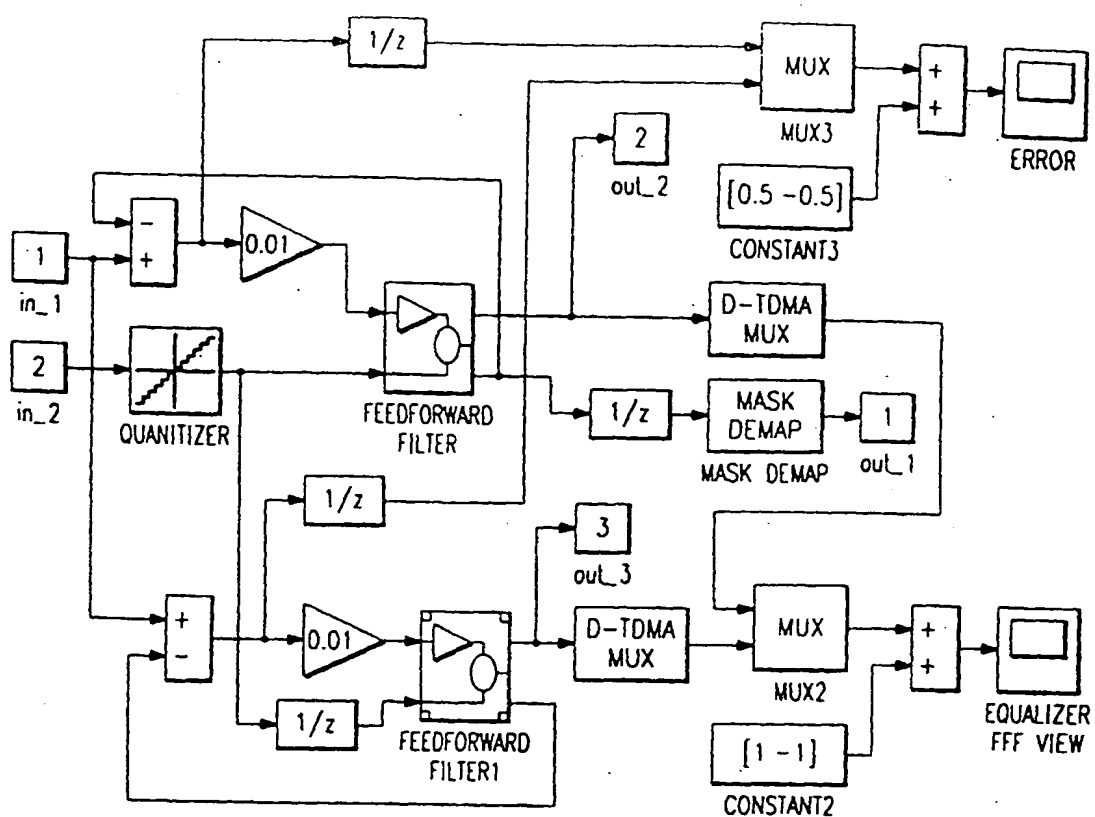 1/z
MUX
MUX3
+
+
ERROR
2
out_2
[0.5 -0.5]
CONSTANT3
-
+
0.01
1
in_1
2
in_2
QUANITIZER
FEEDFORWARD
FILTER
D-TDMA
MUX
1/z
MASK
DEMAP
MASK DEMAP
1
out_1
1/z
3
out_3
+
-
0.01
1/z
FEEDFORWARD
FILTER1
D-TDMA
MUX
MUX
MUX2
+
+
EQUALIZER
FFF VIEW
[1 -1]
CONSTANT2